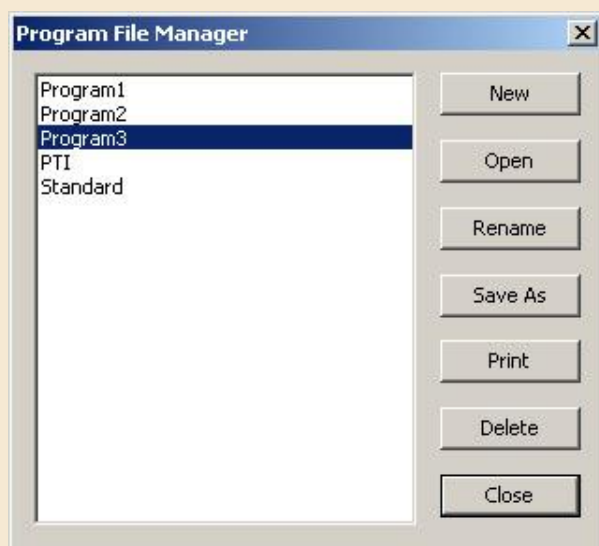 Program File Manager
Program1
Program2
Program3
PTI
Standard
New
Open
Rename
Save As
Print
Delete
Close